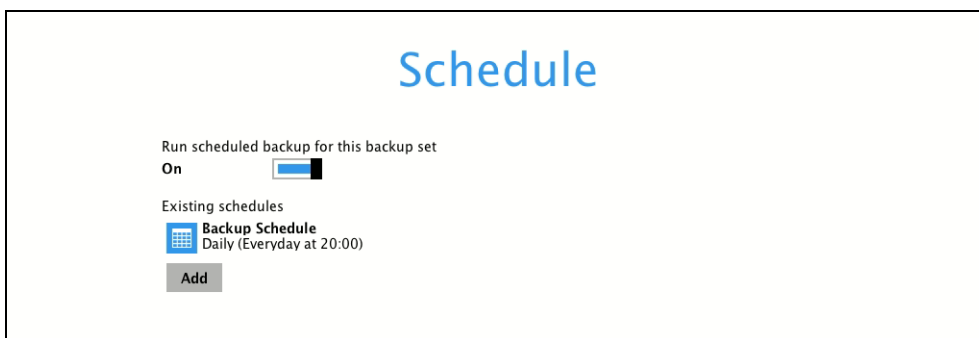 Schedule
Run scheduled backup for this backup set
On
Existing schedules
Backup Schedule
Daily (Everyday at 20:00)
Add